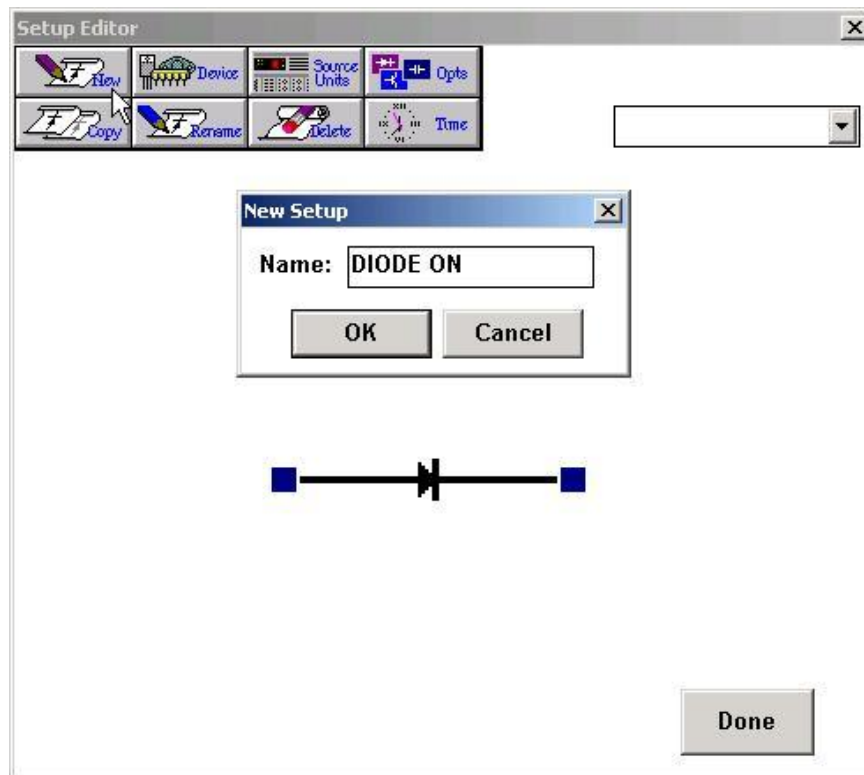 Setup Editor
New
Device
Source Units
Opts
Copy
Rename
Delete
Time
New Setup
Name: DIODE ON
OK
Cancel
Done